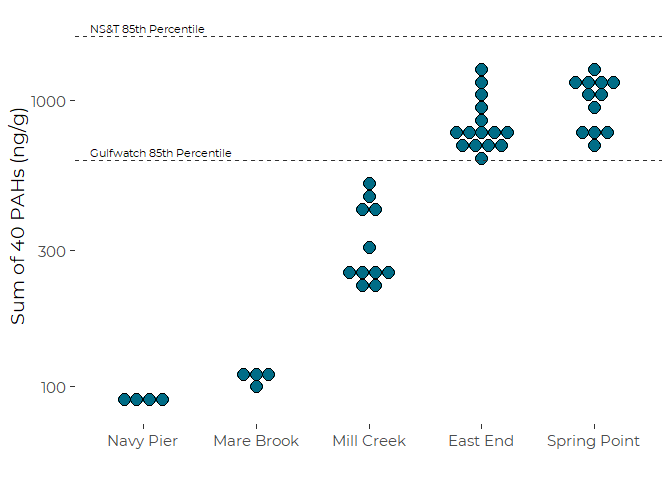 NS&T 85th Percentile
1000
Gulfwatch 85th Percentile
300
100
Sum of 40 PAHs (ng/g)
Navy Pier Mare Brook Mill Creek East End Spring Point